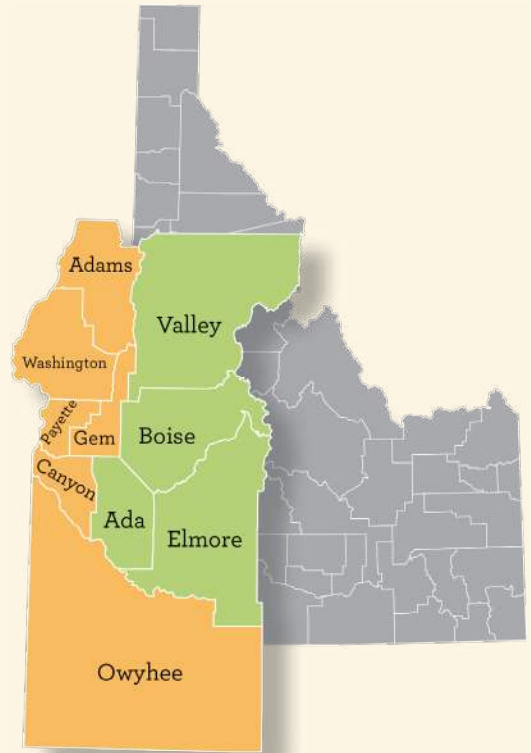 Adams
Valley
Washington
Payette
Gem
Boise
Canyon
Ada
Elmore
Owyhee